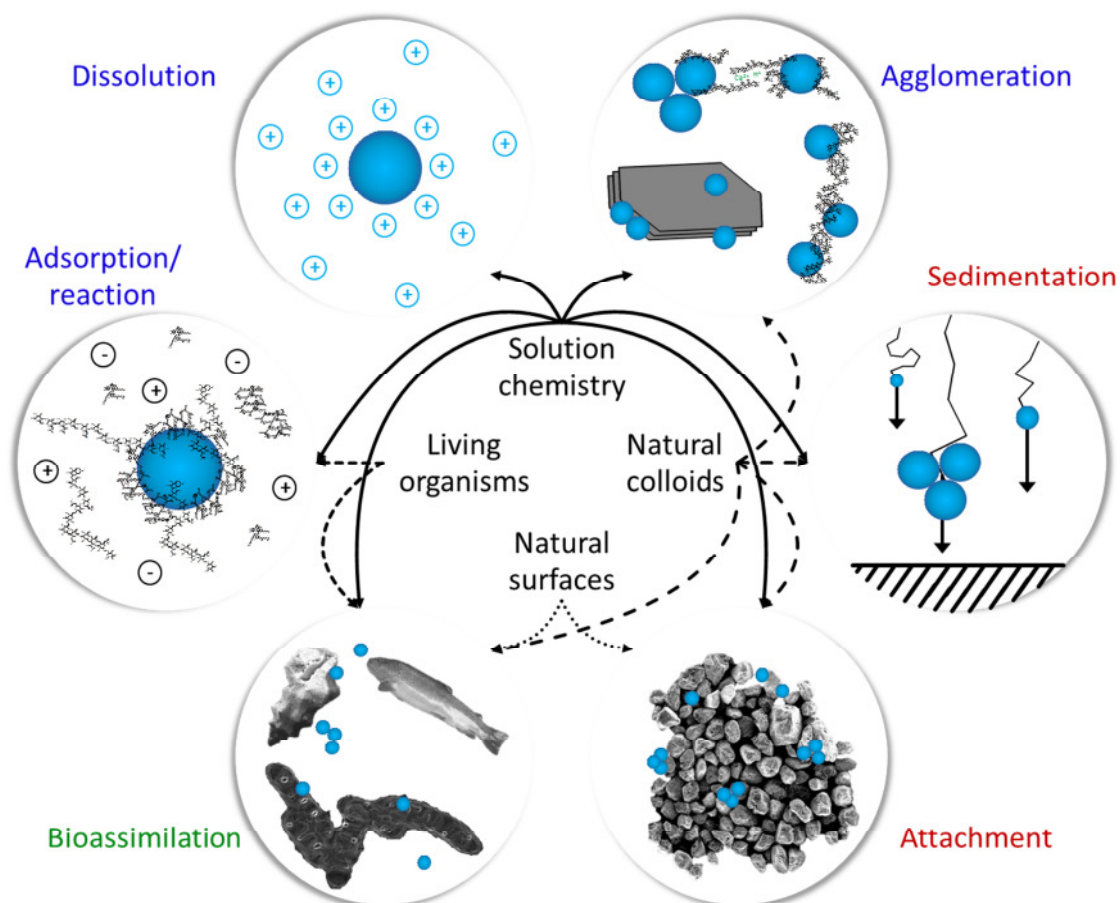 Dissolution
Agglomeration
Adsorption/
reaction
Sedimentation
Solution
chemistry
Living
organisms
Natural
colloids
Natural
surfaces
Bioassimilation
Attachment